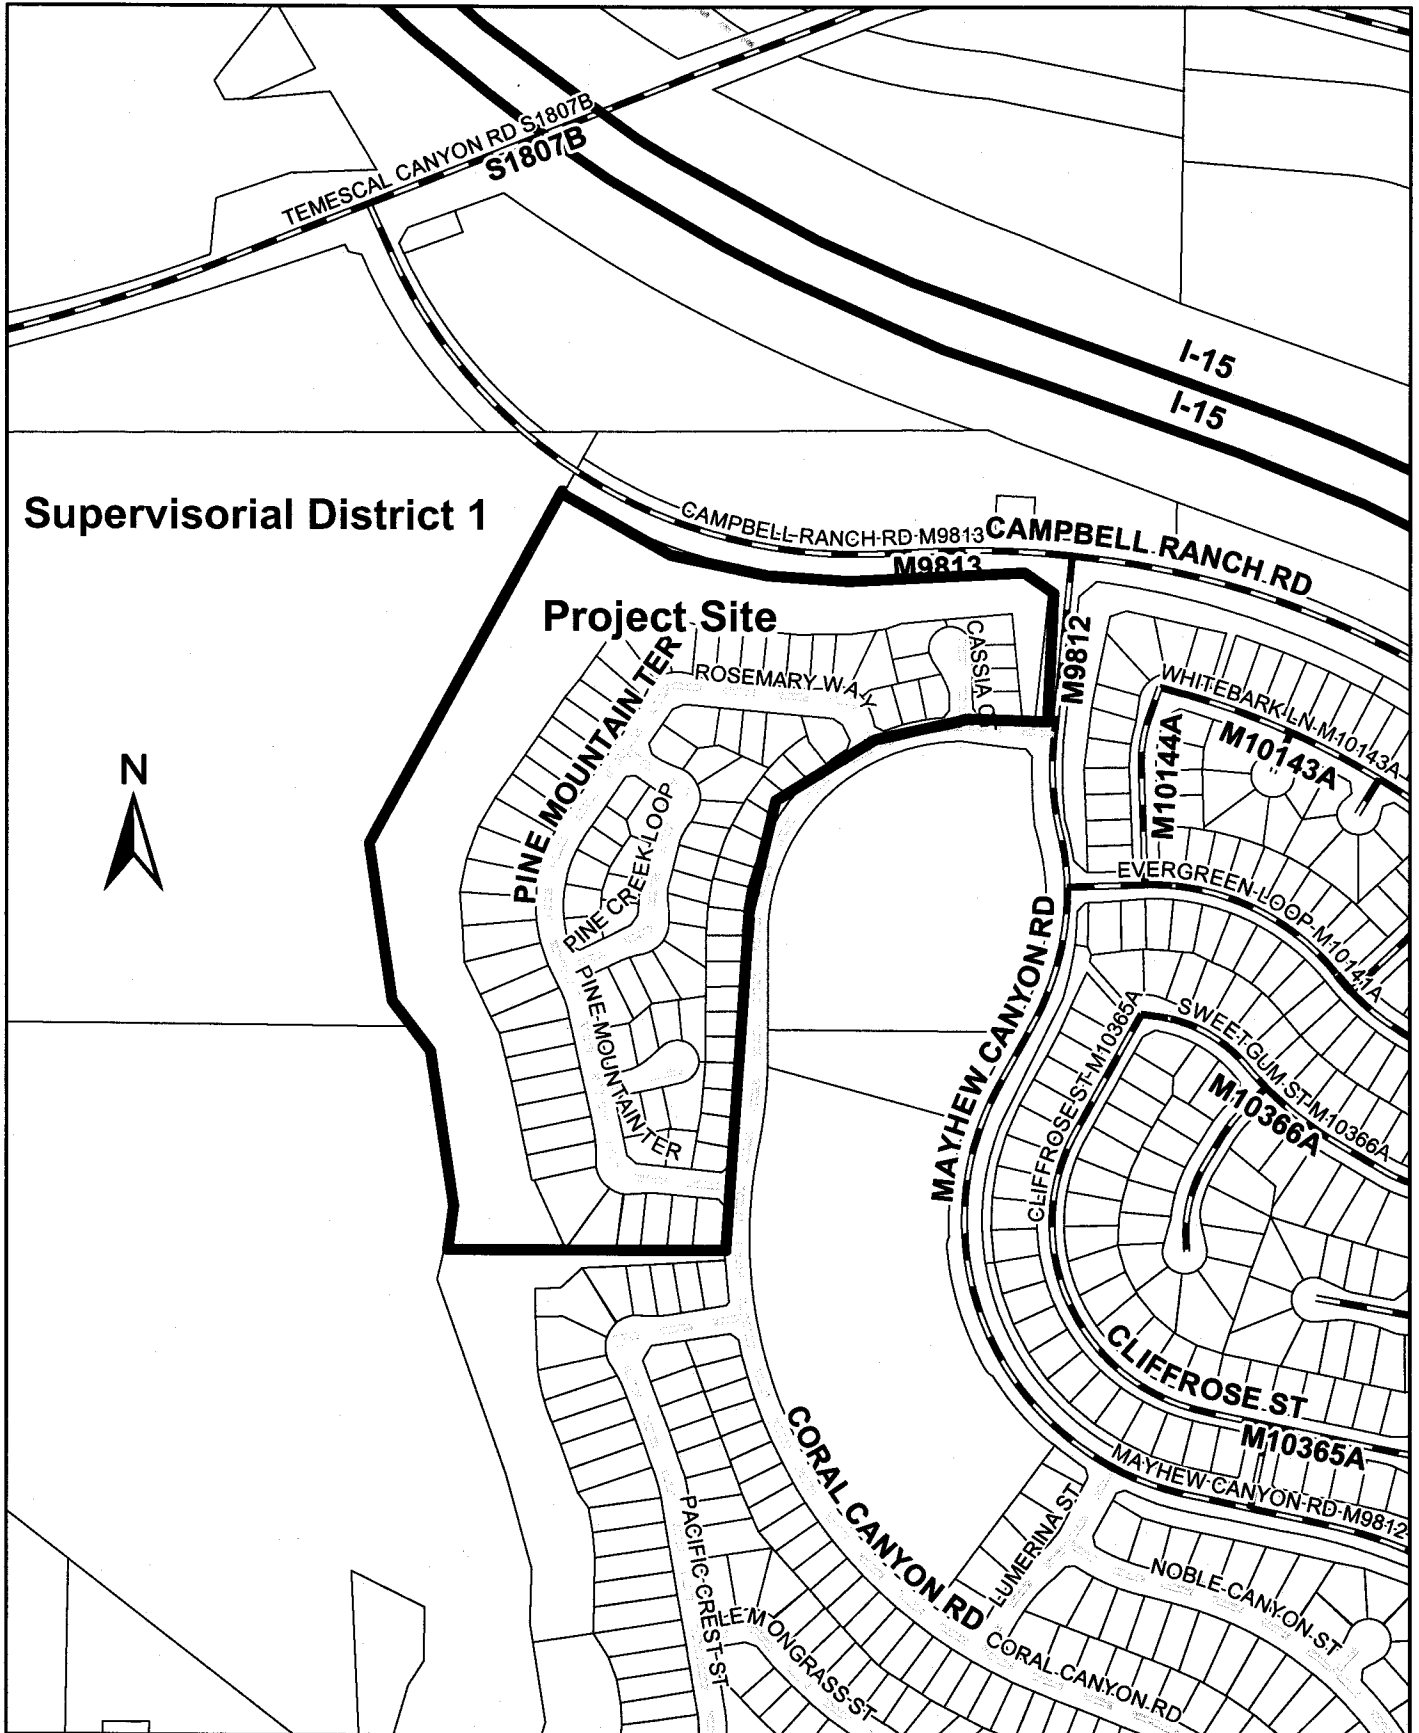 TEMESCAL CANYON RD S1807B
S1807B
I-15
I-15
Supervisorial District 1
CAMPBELL RANCH RD M9813
CAMPBELL RANCH RD
M9813
Project Site
M9812
CASSIA CT
PINE MOUNTAIN TER
ROSEMARY WAY
WHITEBARK LN M10143A
M10143A
M10144A
N
PINE CREEK LOOP
EVERGREEN LOOP M10141A
PINE MOUNTAIN TER
MAYHEW CANYON RD
CLIFFROSE ST M10365A
SWEETGUM ST M10366A
M10366A
CLIFFROSE ST
M10365A
CORAL CANYON RD
MAYHEW CANYON RD M9812
LUMERINA ST
PACIFIC CREST ST
NOBLE CANYON ST
LEMONGRASS ST
CORAL CANYON RD